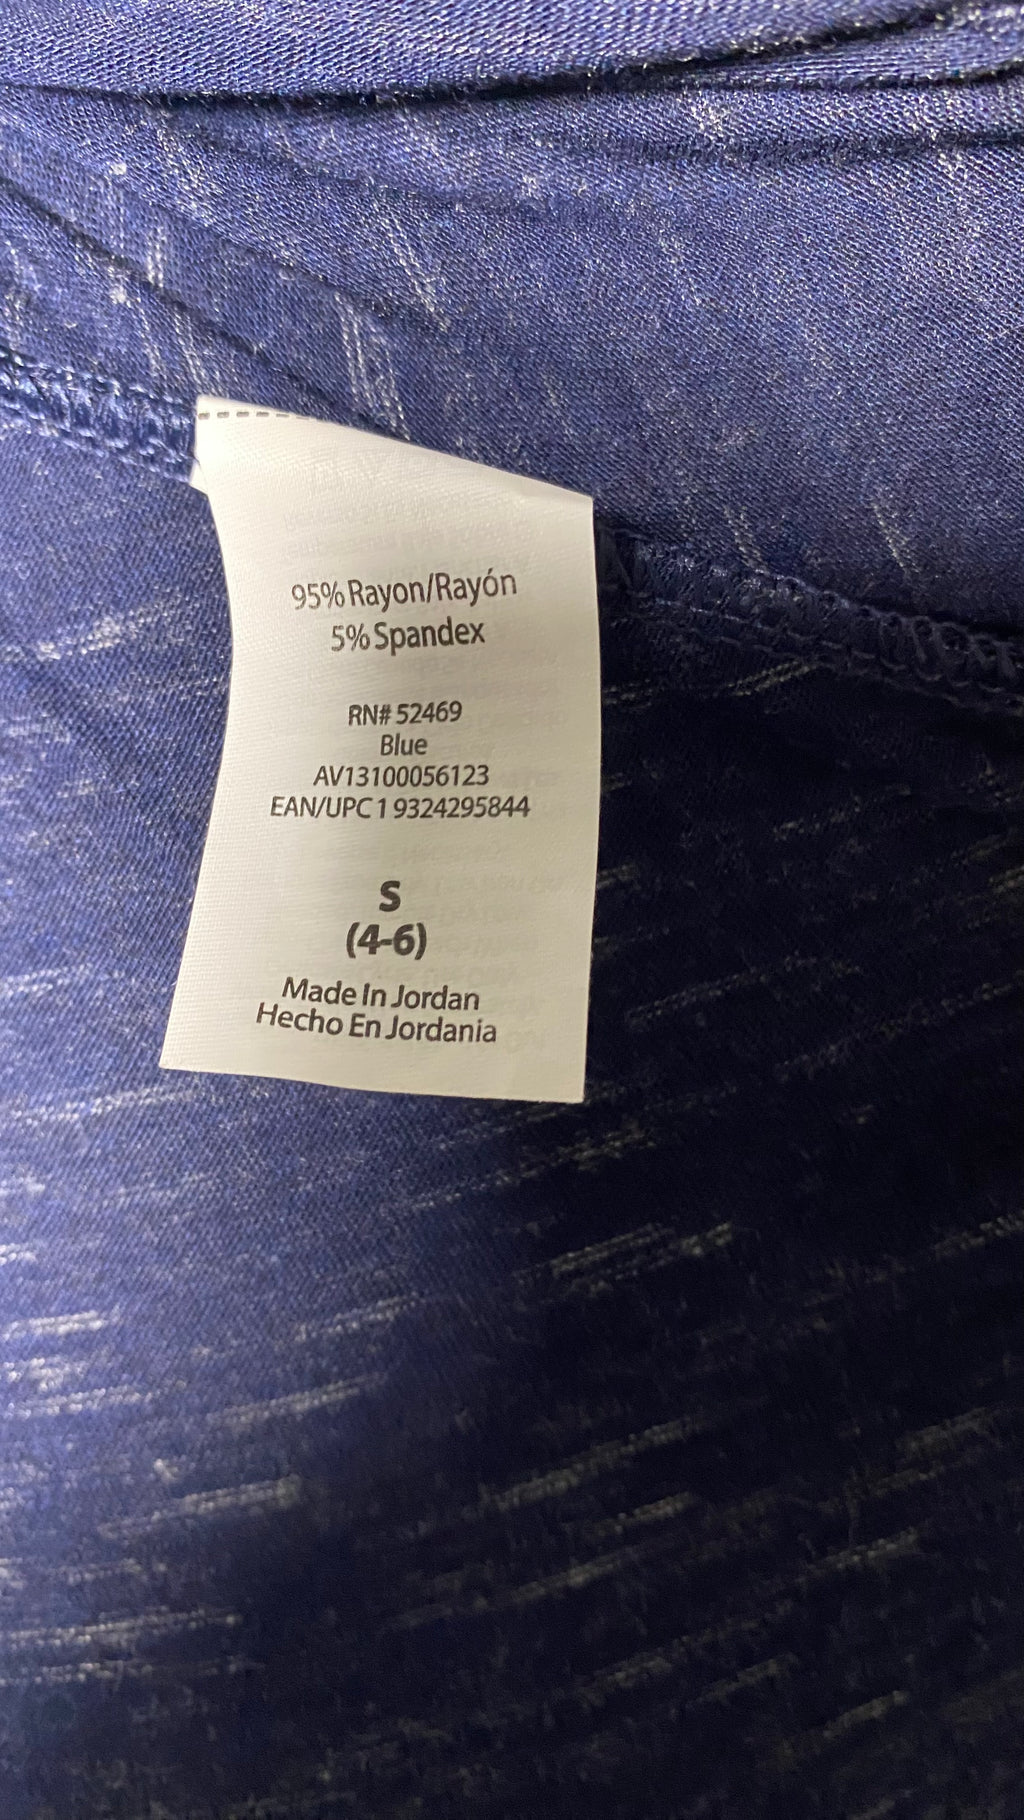 95% Rayon/Rayón
5% Spandex
RN# 52469
Blue
AV13100056123
EAN/UPC 1 9324295844
S
(4-6)
Made In Jordan
Hecho En Jordania